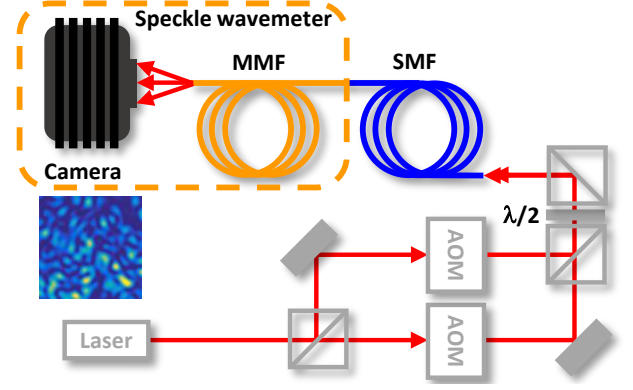 Speckle wavemeter
MMF
SMF
Camera
λ/2
AOM
Laser
AOM